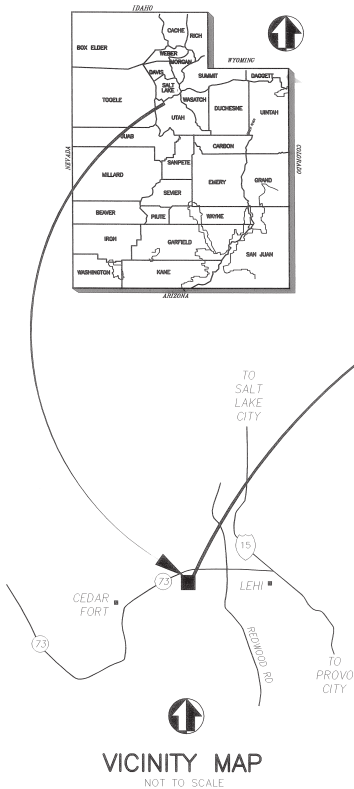 IDAHO
CACHE
RICH
BOX ELDER
WEBER
MORGAN
WYOMING
DAVIS
SUMMIT
DAGGETT
SALT
LAKE
TOOELE
WASATCH
DUCHESNE
UINTAH
UTAH
JUAB
CARBON
NEVADA
COLORADO
SANPETE
MILLARD
EMERY
GRAND
SEVIER
BEAVER
PIUTE
WAYNE
IRON
GARFIELD
SAN JUAN
WASHINGTON
KANE
ARIZONA
TO
SALT
LAKE
CITY
15
73
LEHI
CEDAR
FORT
73
REDWOOD RD
TO
PROVO
CITY
VICINITY MAP
NOT TO SCALE